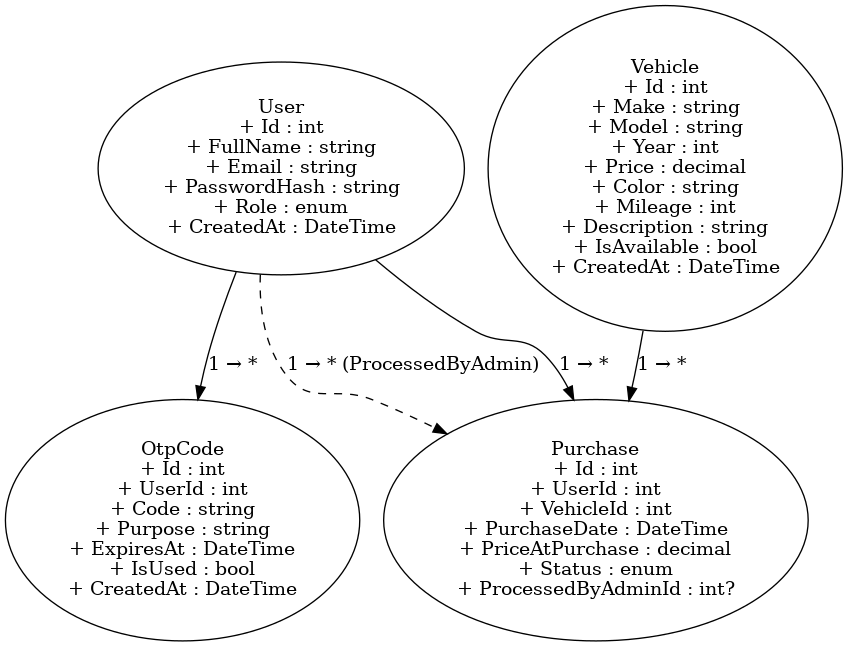 User
+ Id : int
+ FullName : string
+ Email : string
+ PasswordHash : string
+ Role : enum
+ CreatedAt : DateTime
Vehicle
+ Id : int
+ Make : string
+ Model : string
+ Year : int
+ Price : decimal
+ Color : string
+ Mileage : int
+ Description : string
+ IsAvailable : bool
+ CreatedAt : DateTime
1 → *
1 → * (ProcessedByAdmin)
1 → *
1 → *
OtpCode
+ Id : int
+ UserId : int
+ Code : string
+ Purpose : string
+ ExpiresAt : DateTime
+ IsUsed : bool
+ CreatedAt : DateTime
Purchase
+ Id : int
+ UserId : int
+ VehicleId : int
+ PurchaseDate : DateTime
+ PriceAtPurchase : decimal
+ Status : enum
+ ProcessedByAdminId : int?